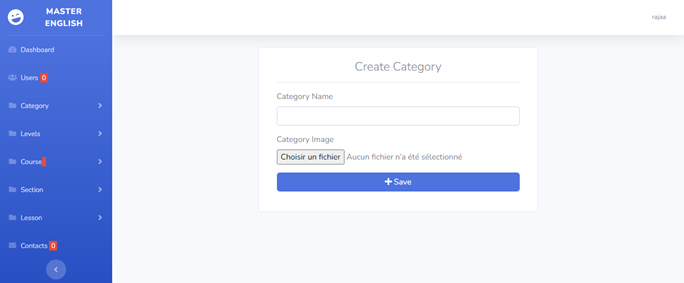 MASTER
ENGLISH
rajaa
Dashboard
Users 0
Category
Levels
Course
Section
Lesson
Contacts 0
Create Category
Category Name
Category Image
Choisir un fichier Aucun fichier n'a été sélectionné
Save